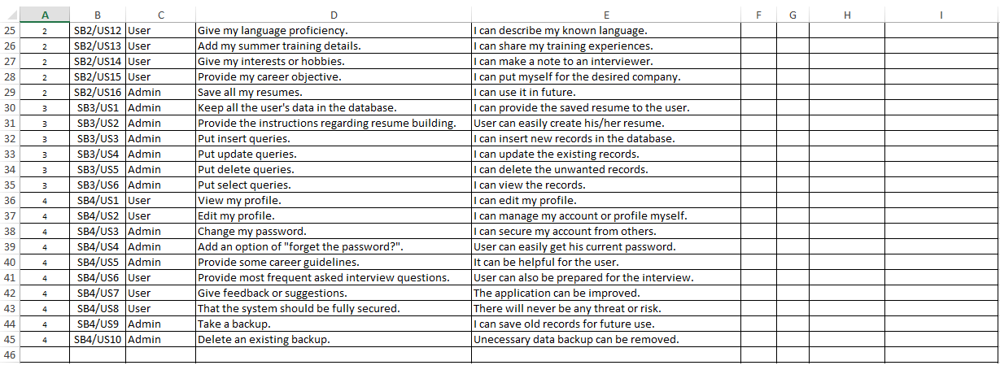 A B C D E F G H I
25 2 SB2/US12 User Give my language proficiency. I can describe my known language.
26 2 SB2/US13 User Add my summer training details. I can share my training experiences.
27 2 SB2/US14 User Give my interests or hobbies. I can make a note to an interviewer.
28 2 SB2/US15 User Provide my career objective. I can put myself for the desired company.
29 2 SB2/US16 Admin Save all my resumes. I can use it in future.
30 3 SB3/US1 Admin Keep all the user's data in the database. I can provide the saved resume to the user.
31 3 SB3/US2 Admin Provide the instructions regarding resume building. User can easily create his/her resume.
32 3 SB3/US3 Admin Put insert queries. I can insert new records in the database.
33 3 SB3/US4 Admin Put update queries. I can update the existing records.
34 3 SB3/US5 Admin Put delete queries. I can delete the unwanted records.
35 3 SB3/US6 Admin Put select queries. I can view the records.
36 4 SB4/US1 User View my profile. I can edit my profile.
37 4 SB4/US2 User Edit my profile. I can manage my account or profile myself.
38 4 SB4/US3 Admin Change my password. I can secure my account from others.
39 4 SB4/US4 Admin Add an option of "forget the password?". User can easily get his current password.
40 4 SB4/US5 Admin Provide some career guidelines. It can be helpful for the user.
41 4 SB4/US6 User Provide most frequent asked interview questions. User can also be prepared for the interview.
42 4 SB4/US7 User Give feedback or suggestions. The application can be improved.
43 4 SB4/US8 User That the system should be fully secured. There will never be any threat or risk.
44 4 SB4/US9 Admin Take a backup. I can save old records for future use.
45 4 SB4/US10 Admin Delete an existing backup. Unnecessary data backup can be removed.
46